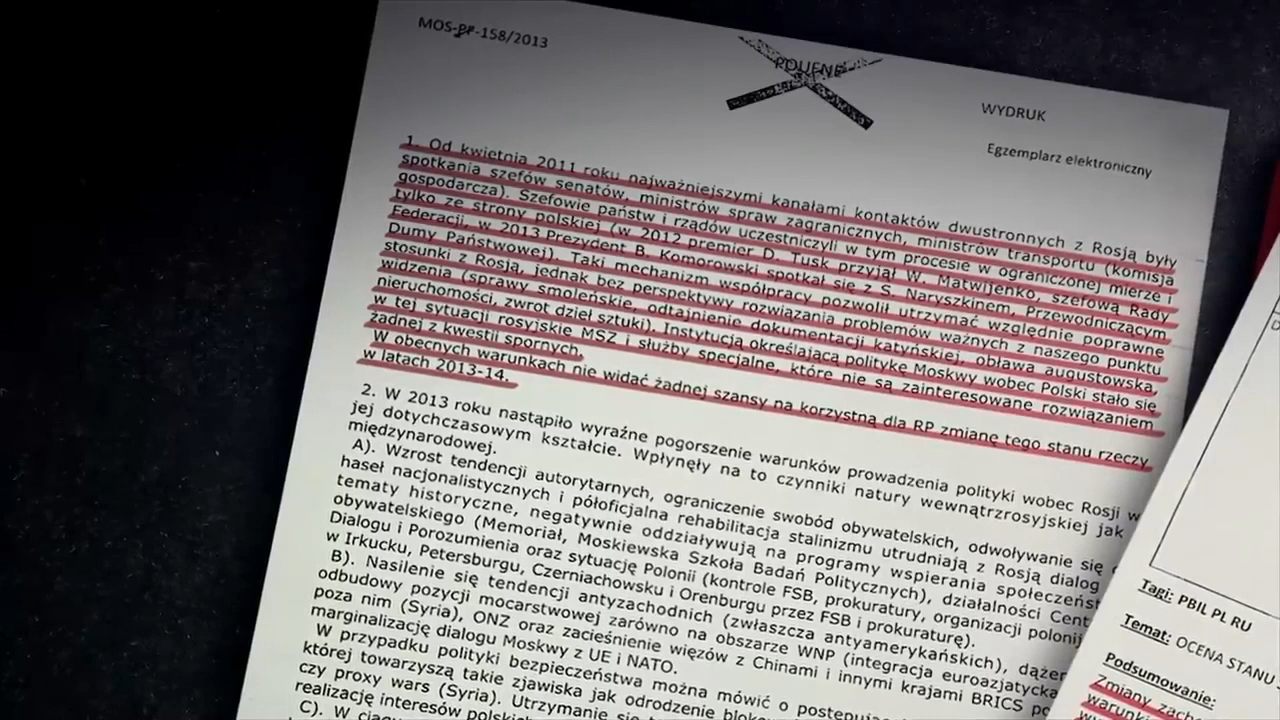 MOS-PF-158/2013
POUFNE
WYDRUK
Egzemplarz elektroniczny
1. Od kwietnia 2011 roku najważniejszymi kanałami kontaktów dwustronnych z Rosją były
spotkania szefów senatów, ministrów spraw zagranicznych, ministrów transportu (komisja
gospodarcza). Szefowie państw i rządów uczestniczyli w tym procesie w ograniczonej mierze i
tylko ze strony polskiej (w 2012 premier D. Tusk przyjął W. Matwijenko, szefową Rady
Federacji, w 2013 Prezydent B. Komorowski spotkał się z S. Naryszkinem, Przewodniczącym
Dumy Państwowej). Taki mechanizm współpracy pozwolił utrzymać względnie poprawne
stosunki z Rosją, jednak bez perspektywy rozwiązania problemów ważnych z naszego punktu
widzenia (sprawy smoleńskie, odtajnienie dokumentacji katyńskiej, obława augustowska,
nieruchomości, zwrot dzieł sztuki). Instytucją określającą politykę Moskwy wobec Polski stało się
w tej sytuacji rosyjskie MSZ i służby specjalne, które nie są zainteresowane rozwiązaniem
żadnej z kwestii spornych.
W obecnych warunkach nie widać żadnej szansy na korzystną dla RP zmianę tego stanu rzeczy
w latach 2013-14.
2. W 2013 roku nastąpiło wyraźne pogorszenie warunków prowadzenia polityki wobec Rosji w
jej dotychczasowym kształcie. Wpłynęły na to czynniki natury wewnątrzrosyjskiej jak
międzynarodowej.
A). Wzrost tendencji autorytarnych, ograniczenie swobód obywatelskich, odwoływanie się
haseł nacjonalistycznych i półoficjalna rehabilitacja stalinizmu utrudniają z Rosją dialog
tematy historyczne, negatywnie oddziaływują na programy wspierania społeczeńst
obywatelskiego (Memoriał, Moskiewska Szkoła Badań Politycznych), działalności Cent
Dialogu i Porozumienia oraz sytuację Polonii (kontrole FSB, prokuratury, organizacji polonij
w Irkucku, Petersburgu, Czerniachowsku i Orenburgu przez FSB i prokuraturę).
B). Nasilenie się tendencji antyzachodnich (zwłaszcza antyamerykańskich), dążen
odbudowy pozycji mocarstwowej zarówno na obszarze WNP (integracja euroazjatycka
poza nim (Syria), ONZ oraz zacieśnienie więzów z Chinami i innymi krajami BRICS po
marginalizację dialogu Moskwy z UE i NATO.
W przypadku polityki bezpieczeństwa można mówić o postępując
której towarzyszą takie zjawiska jak odrodzenie blokow
czy proxy wars (Syria). Utrzymanie się
realizację interesów polskich
C). W ciągu
Tagi: PBIL PL RU
Temat: OCENA STANU
Podsumowanie:
Zmiany zach
warunki